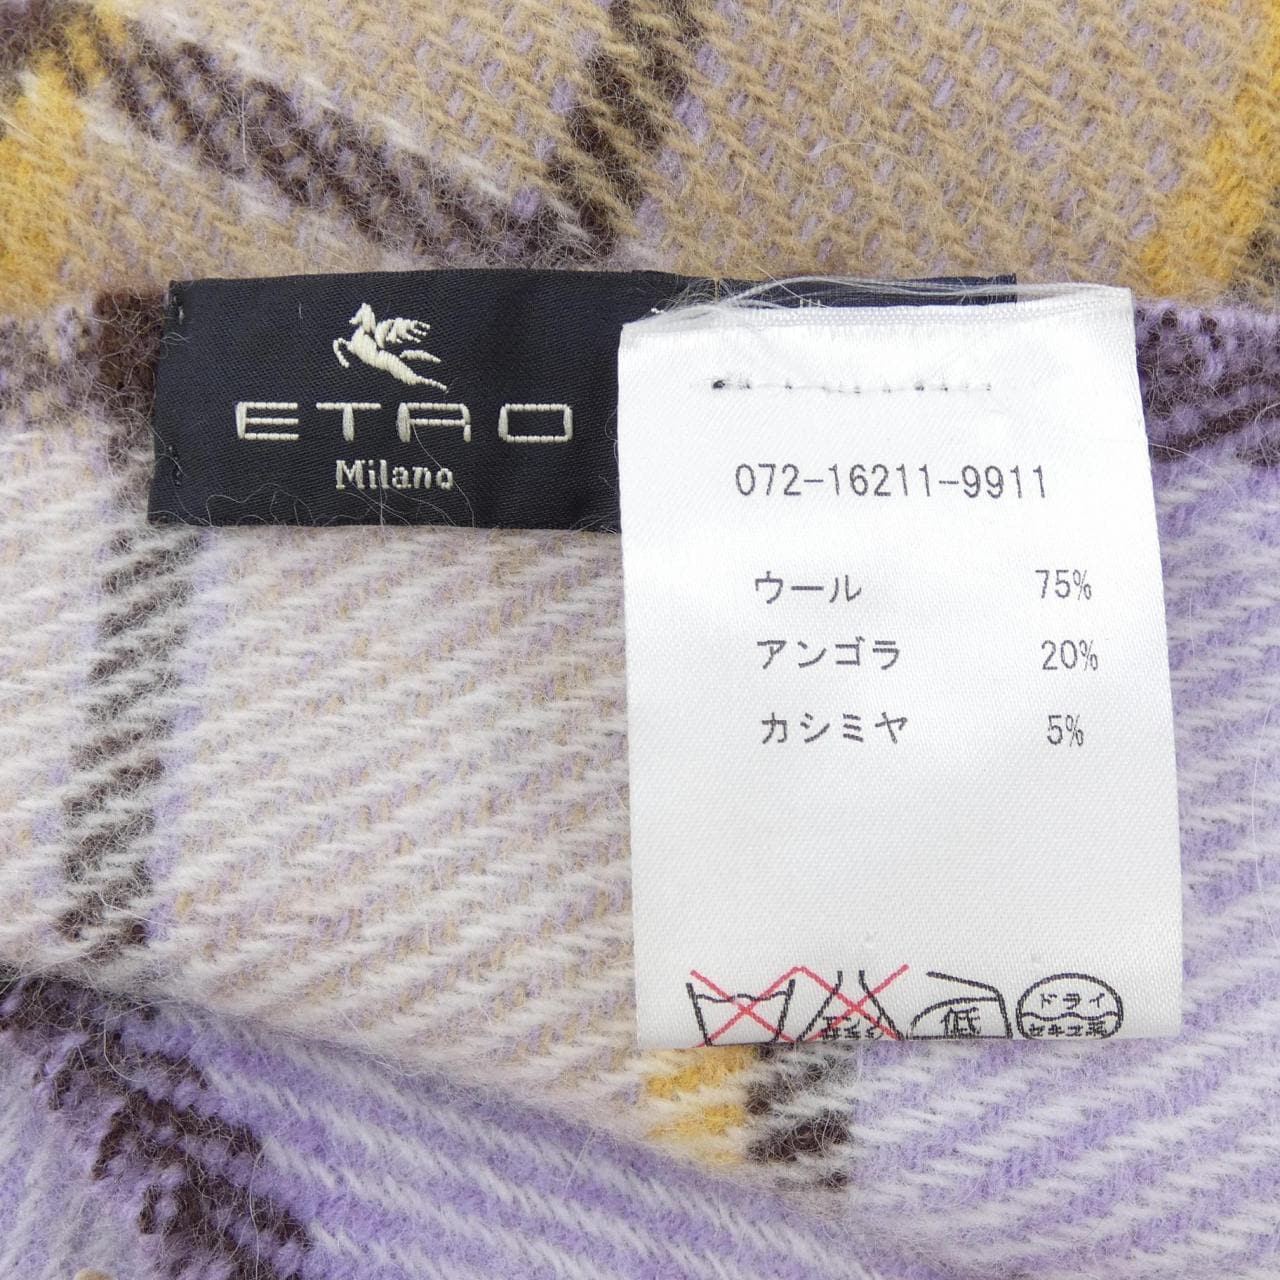 ETRO
Milano
072-16211-9911
ウール 75%
アンゴラ 20%
カシミヤ 5%
低
ドライ